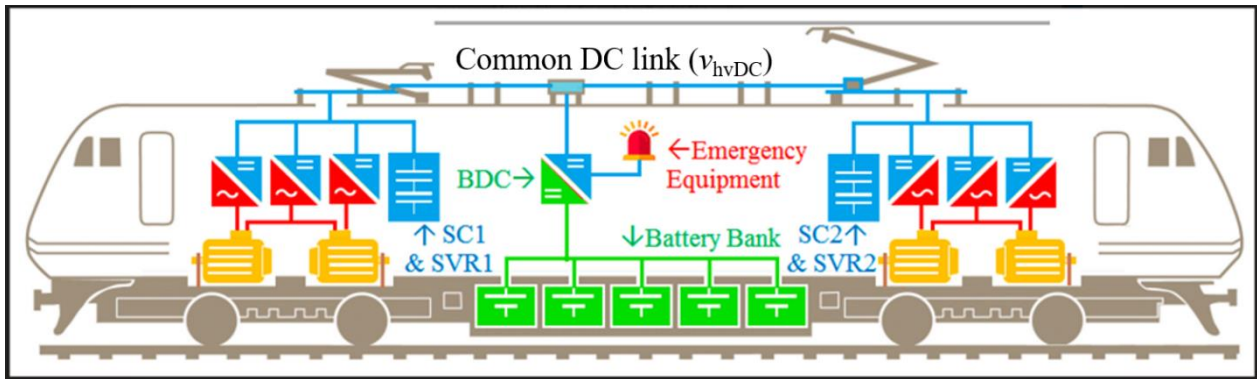 Common DC link (vhvDC)
BDC→
←Emergency
Equipment
↑ SC1
& SVR1
↓Battery Bank
SC2↑
& SVR2